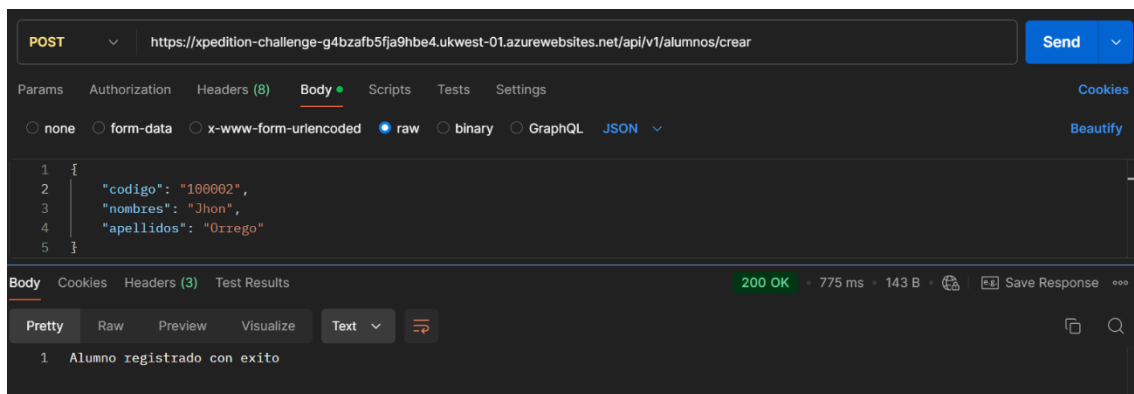 POST https://xpedition-challenge-g4bzafb5fja9hbe4.ukwest-01.azurewebsites.net/api/v1/alumnos/crear Send
Params Authorization Headers (8) Body Scripts Tests Settings Cookies
none form-data x-www-form-urlencoded raw binary GraphQL JSON Beautify
1 {
2 "codigo": "100002",
3 "nombres": "Jhon",
4 "apellidos": "Orrego"
5 }
Body Cookies Headers (3) Test Results 200 OK • 775 ms • 143 B • e.g. Save Response
Pretty Raw Preview Visualize Text
1 Alumno registrado con exito